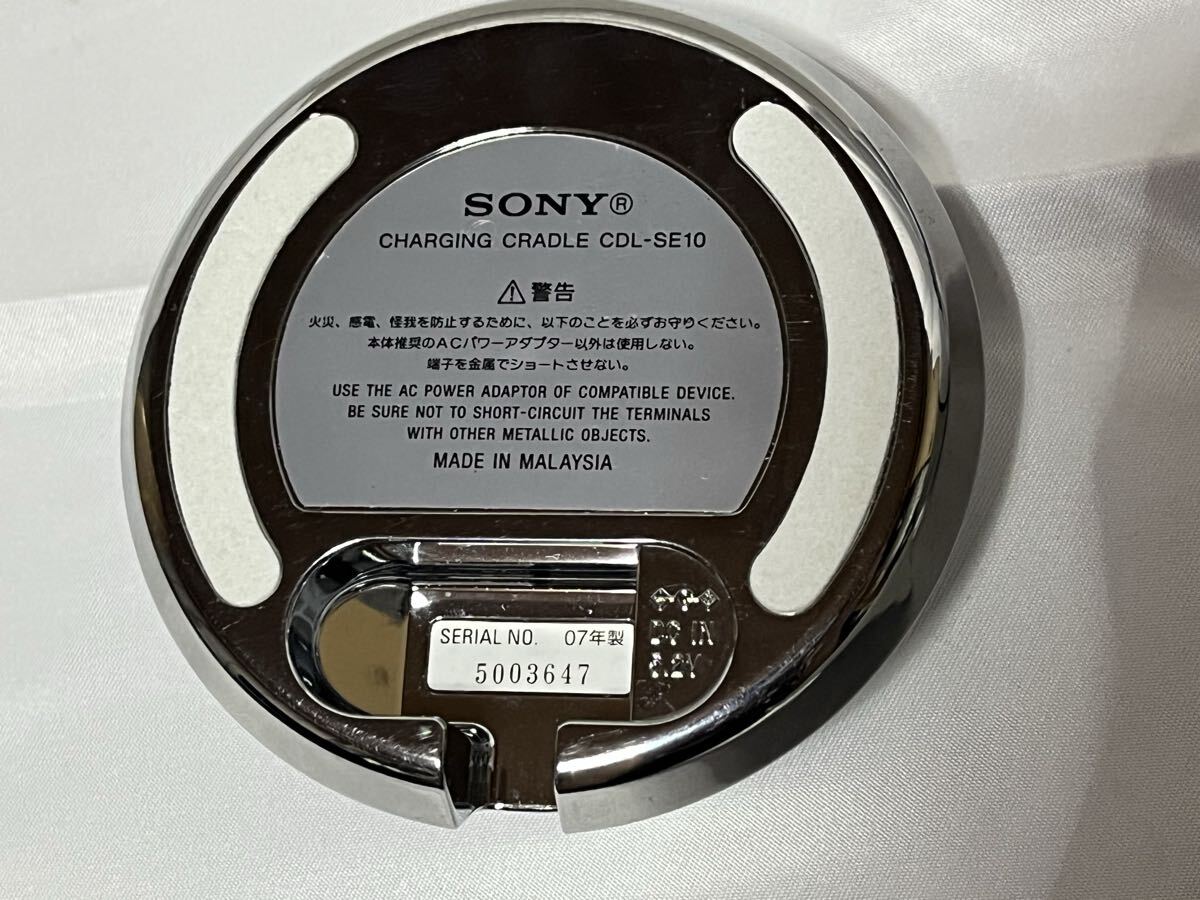 SONY®
CHARGING CRADLE CDL-SE10
⚠警告
火災、感電、怪我を防止するために、以下のことを必ずお守りください。
本体推奨のACパワーアダプター以外は使用しない。
端子を金属でショートさせない。
USE THE AC POWER ADAPTOR OF COMPATIBLE DEVICE.
BE SURE NOT TO SHORT-CIRCUIT THE TERMINALS
WITH OTHER METALLIC OBJECTS.
MADE IN MALAYSIA
SERIAL NO. 07年製
5003647
DC IN